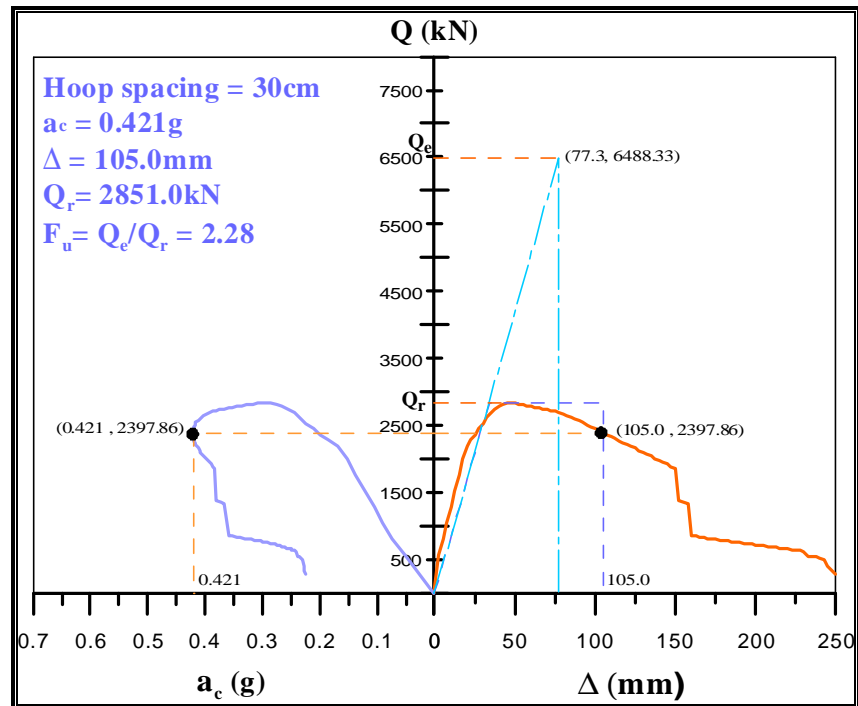 Q (kN)
Hoop spacing = 30cm
ac = 0.421g
Δ = 105.0mm
Qr= 2851.0kN
Fu= Qe/Qr = 2.28
7500
Qe
6500
(77.3, 6488.33)
5500
4500
3500
Qr
2500
(0.421 , 2397.86)
(105.0, 2397.86)
1500
500
0.421
105.0
0.7 0.6 0.5 0.4 0.3 0.2 0.1 0 50 100 150 200 250
ac (g)
Δ (mm)